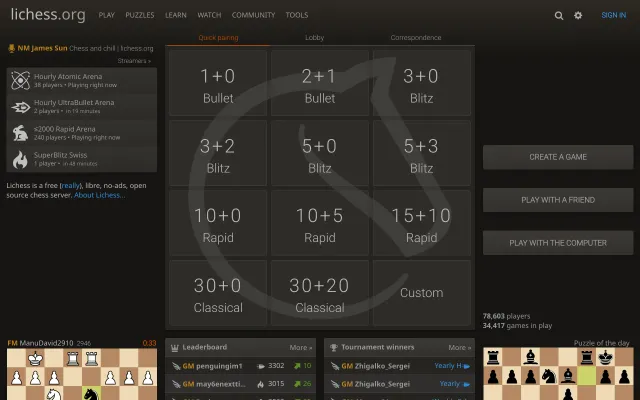 lichess.org
PLAY PUZZLES LEARN WATCH COMMUNITY TOOLS
SIGN IN
NM James Sun Chess and chill | lichess.org
Streamers »
Hourly Atomic Arena
38 players • Playing right now
Hourly UltraBullet Arena
2 players • in 19 minutes
≤2000 Rapid Arena
240 players • Playing right now
SuperBlitz Swiss
1 player • in 48 minutes
Lichess is a free (really), libre, no-ads, open
source chess server. About Lichess...
Quick pairing Lobby Correspondence
1+0 2+1 3+0
Bullet Bullet Blitz
3+2 5+0 5+3
Blitz Blitz Blitz
10+0 10+5 15+10
Rapid Rapid Rapid
30+0 30+20 Custom
Classical Classical
CREATE A GAME
PLAY WITH A FRIEND
PLAY WITH THE COMPUTER
78,603 players
34,417 games in play
FM ManuDavid2910 2946 0:33
Leaderboard More »
GM penguingim1 3302 10
GM may6enextti... 3015 26
Tournament winners More »
GM Zhigalko_Sergei Yearly H
GM Zhigalko_Sergei Yearly
Puzzle of the day